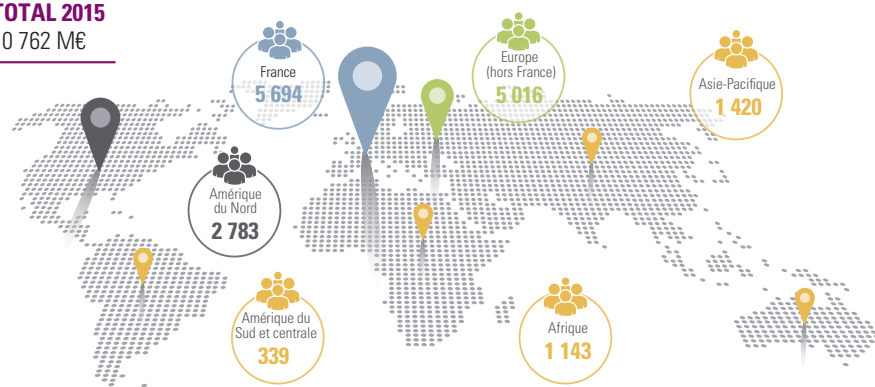 TOTAL 2015
0 762 M€
France
5 694
Europe
(hors France)
5 016
Asie-Pacifique
1 420
Amérique
du Nord
2 783
Amérique du
Sud et centrale
339
Afrique
1 143